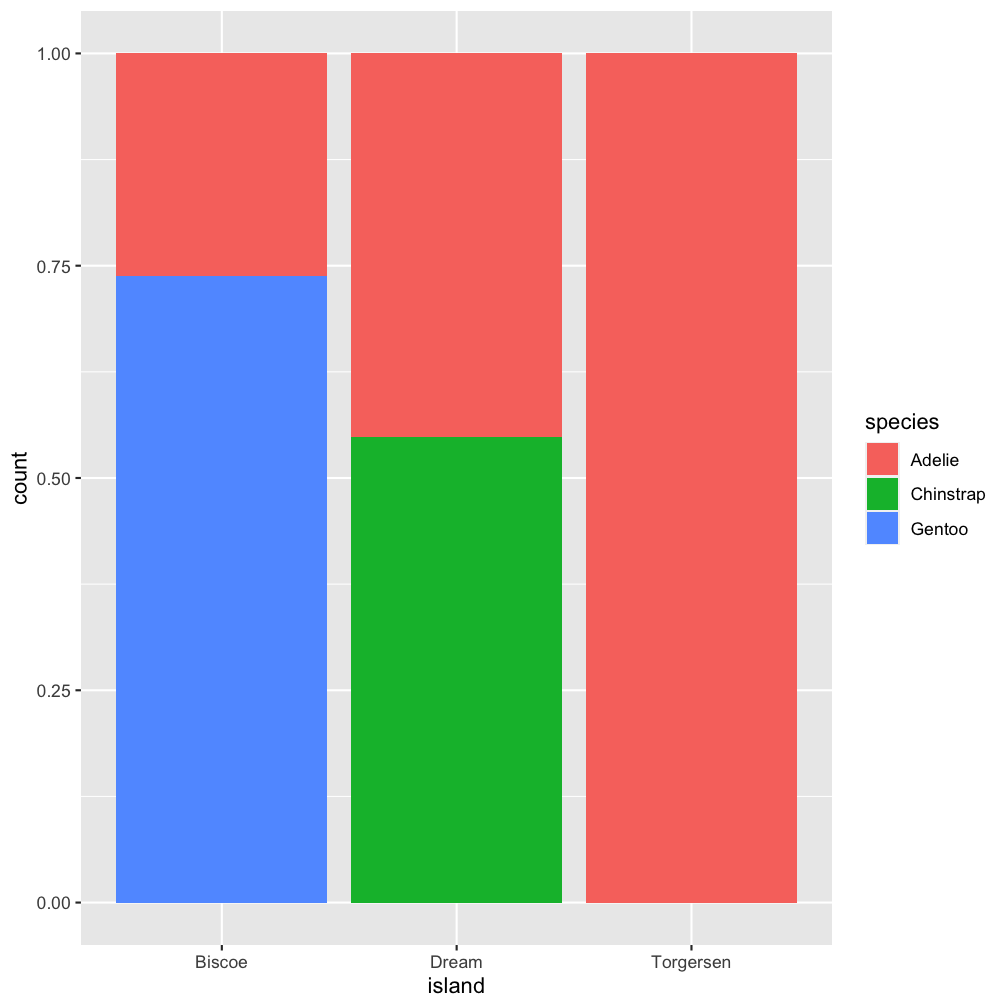 1.00
0.75
0.50
0.25
0.00
count
Biscoe
Dream
Torgersen
island
species
Adelie
Chinstrap
Gentoo